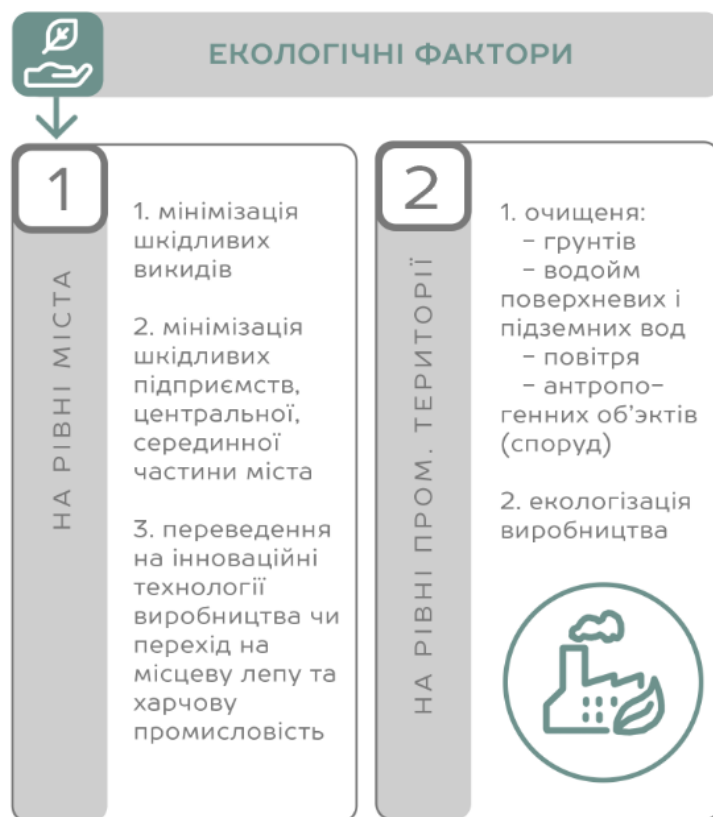 ЕКОЛОГІЧНІ ФАКТОРИ
1
НА РІВНІ МІСТА
1. мінімізація
шкідливих
викидів
2. мінімізація
шкідливих
підприємств,
центральної,
серединної
частини міста
3. переведення
на інноваційні
технології
виробництва чи
перехід на
місцеву лепу та
харчову
промисловість
2
НА РІВНІ ПРОМ. ТЕРИТОРІЇ
1. очищеня:
– грунтів
– водойм
поверхневих і
підземних вод
– повітря
– антропо-
генних об’эктів
(споруд)
2. екологізація
виробництва